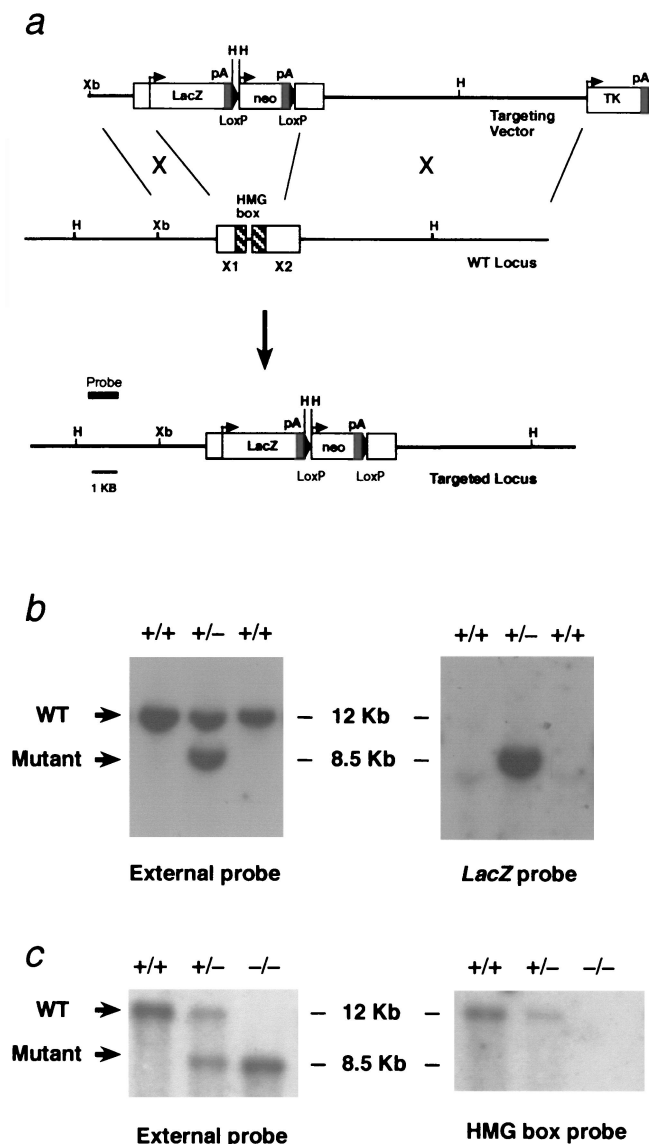 a
H H
Xb pA pA H pA
LacZ neo TK
LoxP LoxP Targeting
Vector
X X
HMG
box
H Xb H
X1 X2 WT Locus
Probe
H H
H Xb pA pA H
LacZ neo
1 KB LoxP LoxP Targeted Locus
b
+/+ +/− +/+ +/+ +/− +/+
WT – 12 Kb –
Mutant – 8.5 Kb –
External probe LacZ probe
c
+/+ +/− −/− +/+ +/− −/−
WT – 12 Kb –
Mutant – 8.5 Kb –
External probe HMG box probe